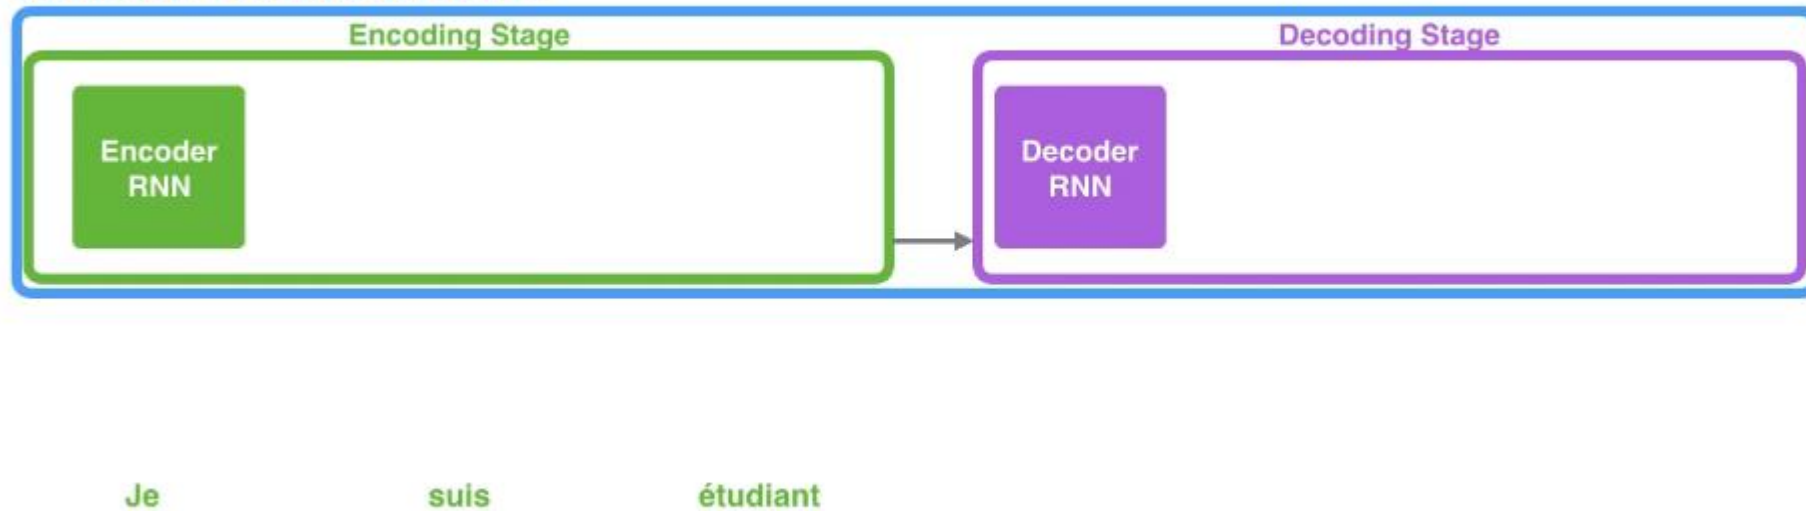 Encoding Stage
Decoding Stage
Encoder
RNN
Decoder
RNN
Je suis étudiant